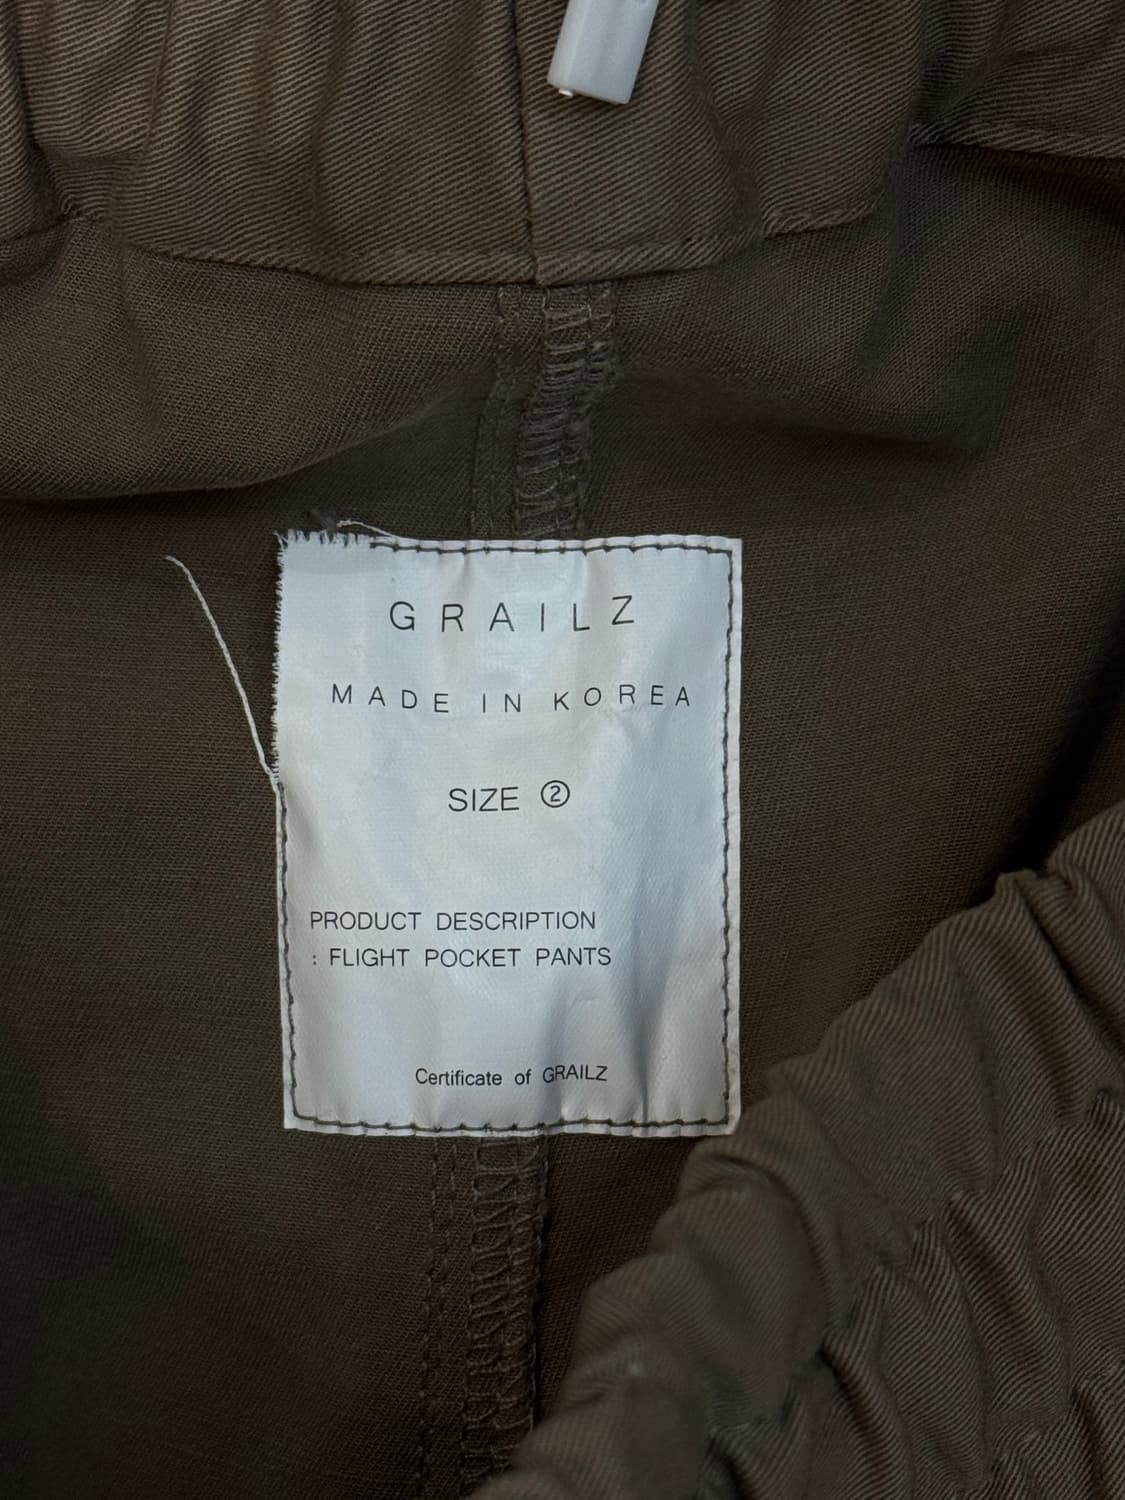 GRAILZ
MADE IN KOREA
SIZE ②
PRODUCT DESCRIPTION
: FLIGHT POCKET PANTS
Certificate of GRAILZ